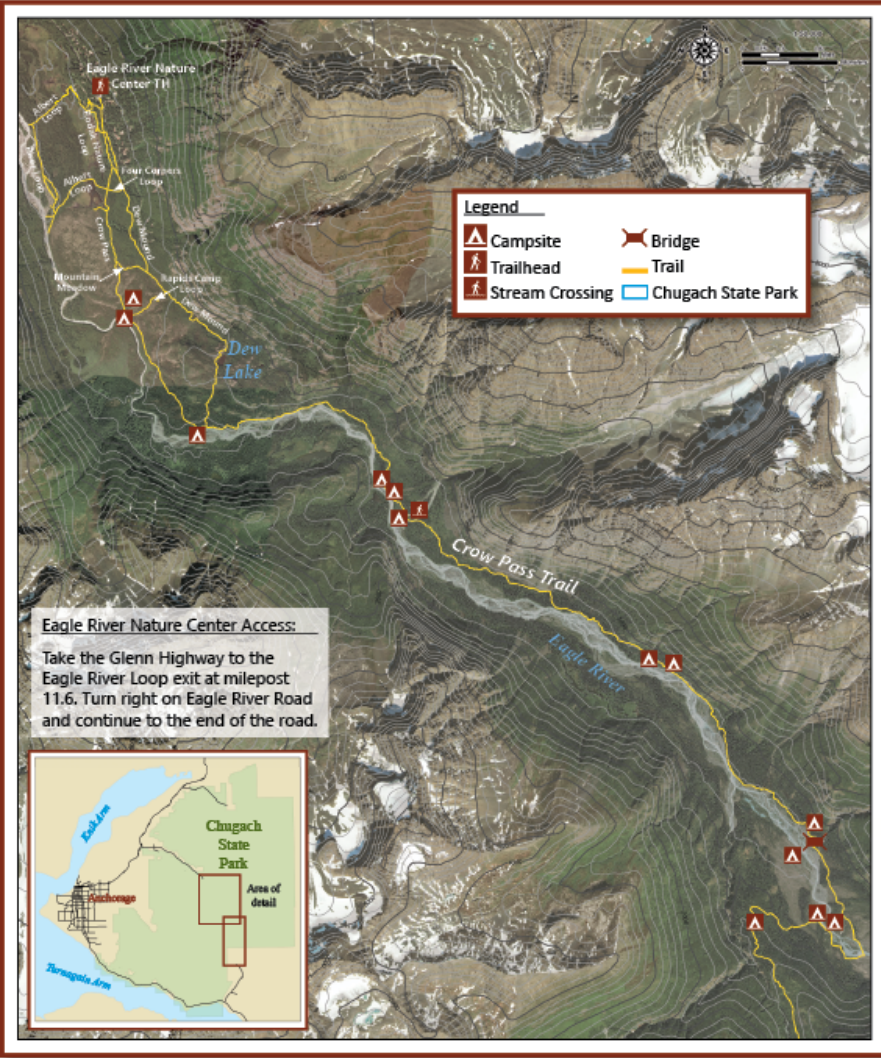 Eagle River Nature
Center TH
N
E
S
Albert
Loop
Rodak Nature
Loop
Albert
Loop
Four Corners
Loop
Dew Mound
Crow Pass
Mountain
Meadow
Rapids Camp
Loop
Dew Mound
Dew
Lake
Legend
Campsite
Bridge
Trailhead
Trail
Stream Crossing
Chugach State Park
Crow Pass Trail
Eagle River
Eagle River Nature Center Access:
Take the Glenn Highway to the
Eagle River Loop exit at milepost
11.6. Turn right on Eagle River Road
and continue to the end of the road.
Knik Arm
Chugach
State
Park
Anchorage
Area of
detail
Turnagain Arm